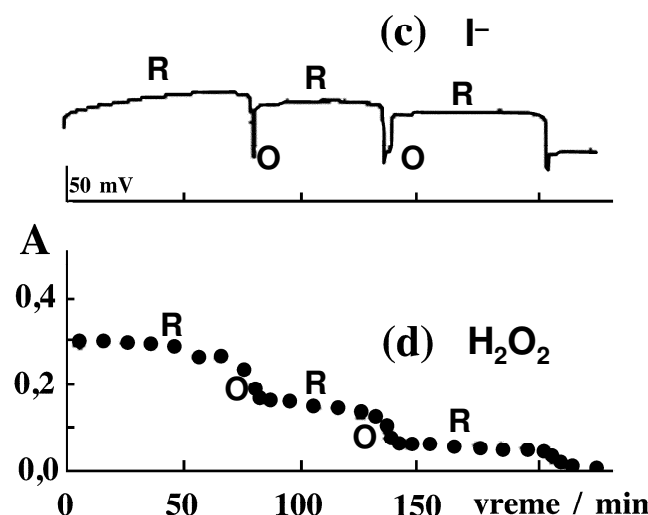 (c) I⁻
R R R
O O
50 mV
A
0,4
R
(d) H₂O₂
0,2
O R
R
O
0,0
0 50 100 150 vreme / min